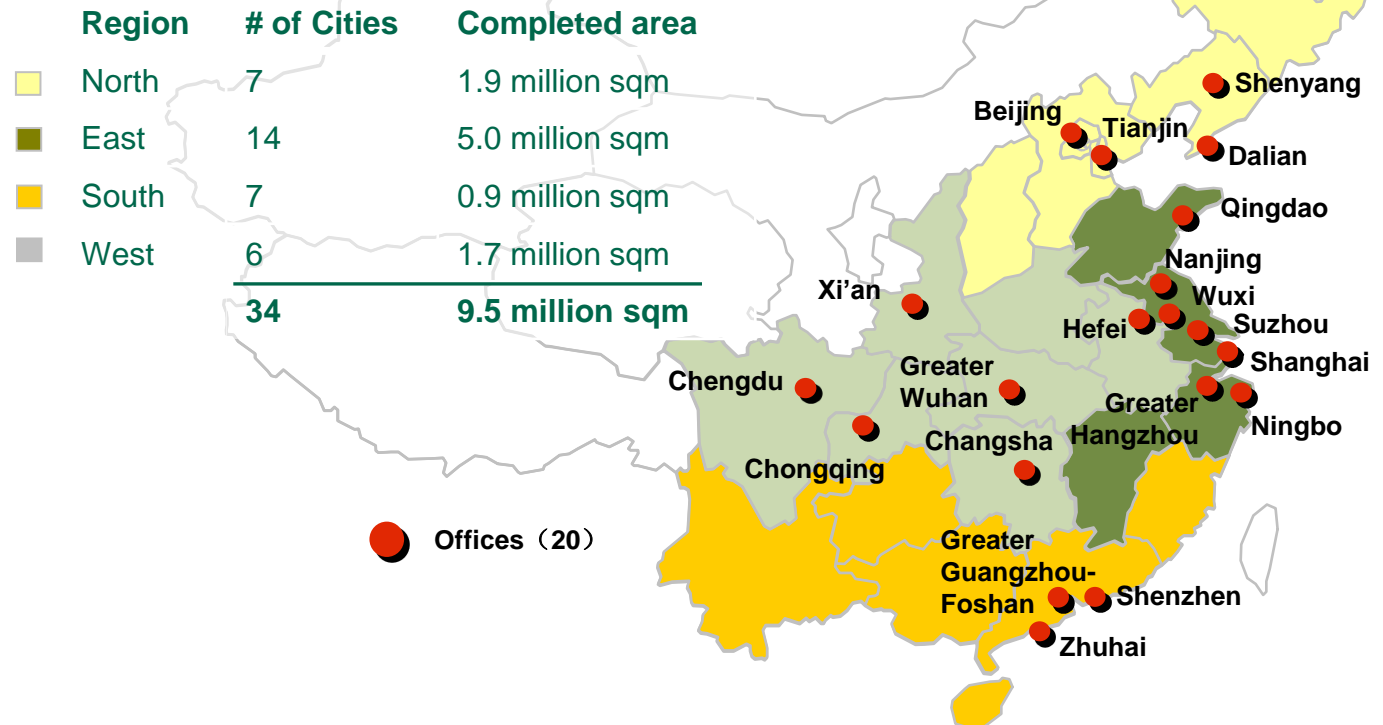 Region # of Cities Completed area
North 7 1.9 million sqm
East 14 5.0 million sqm
South 7 0.9 million sqm
West 6 1.7 million sqm
34 9.5 million sqm
Shenyang
Beijing
Tianjin
Dalian
Qingdao
Nanjing
Xi’an
Wuxi
Hefei
Suzhou
Shanghai
Chengdu
Greater
Wuhan
Greater
Hangzhou
Ningbo
Changsha
Chongqing
Offices（20）
Greater
Guangzhou-
Foshan
Shenzhen
Zhuhai